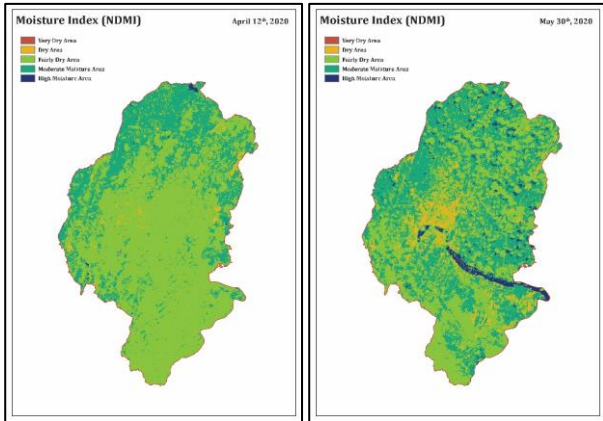 Moisture Index (NDMI) April 12th, 2020
Very Dry Area
Dry Area
Fairly Dry Area
Moderate Moisture Area
High Moisture Area
Moisture Index (NDMI) May 30th, 2020
Very Dry Area
Dry Area
Fairly Dry Area
Moderate Moisture Area
High Moisture Area